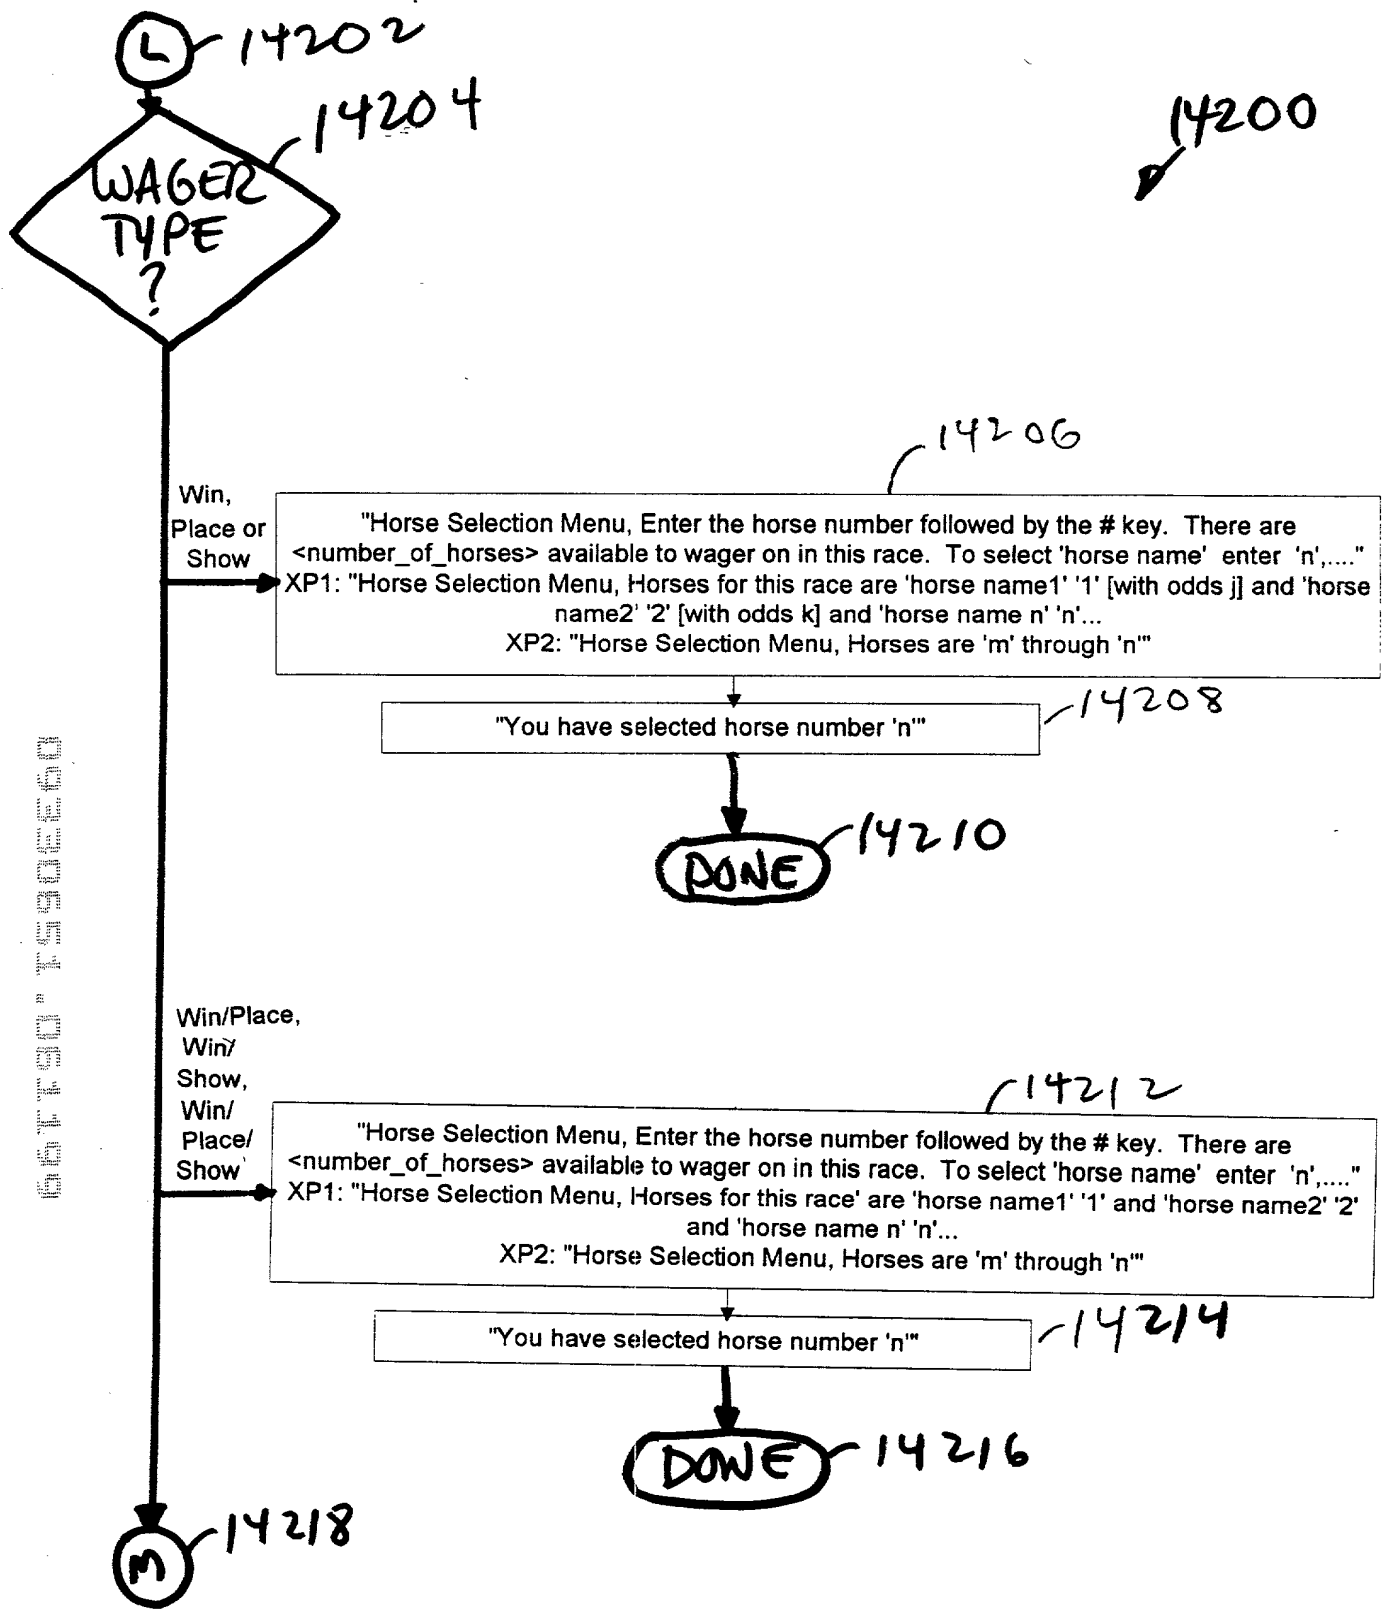 L
14202
14204
14200
WAGER
TYPE
?
14206
Win,
Place or
Show
"Horse Selection Menu, Enter the horse number followed by the # key.  There are
<number_of_horses> available to wager on in this race.  To select 'horse name'  enter  'n',...."
XP1: "Horse Selection Menu, Horses for this race are 'horse name1' '1' [with odds j] and 'horse
name2' '2' [with odds k] and 'horse name n' 'n'...
XP2: "Horse Selection Menu, Horses are 'm' through 'n'"
14208
"You have selected horse number 'n'"
14210
DONE
Win/Place,
Win/
Show,
Win/
Place/
Show
14212
"Horse Selection Menu, Enter the horse number followed by the # key.  There are
<number_of_horses> available to wager on in this race.  To select 'horse name'  enter  'n',...."
XP1: "Horse Selection Menu, Horses for this race' are 'horse name1' '1' and 'horse name2' '2'
and 'horse name n' 'n'...
XP2: "Horse Selection Menu, Horses are 'm' through 'n'"
14214
"You have selected horse number 'n'"
DONE
14216
14218
M